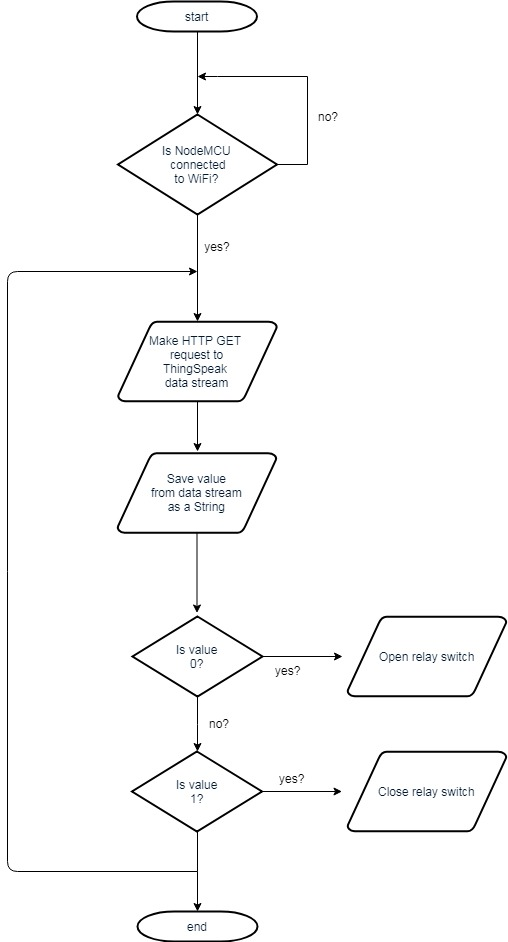 start
no?
Is NodeMCU
connected
to WiFi?
yes?
Make HTTP GET
request to
ThingSpeak
data stream
Save value
from data stream
as a String
Is value
0?
yes?
Open relay switch
no?
Is value
1?
yes?
Close relay switch
end